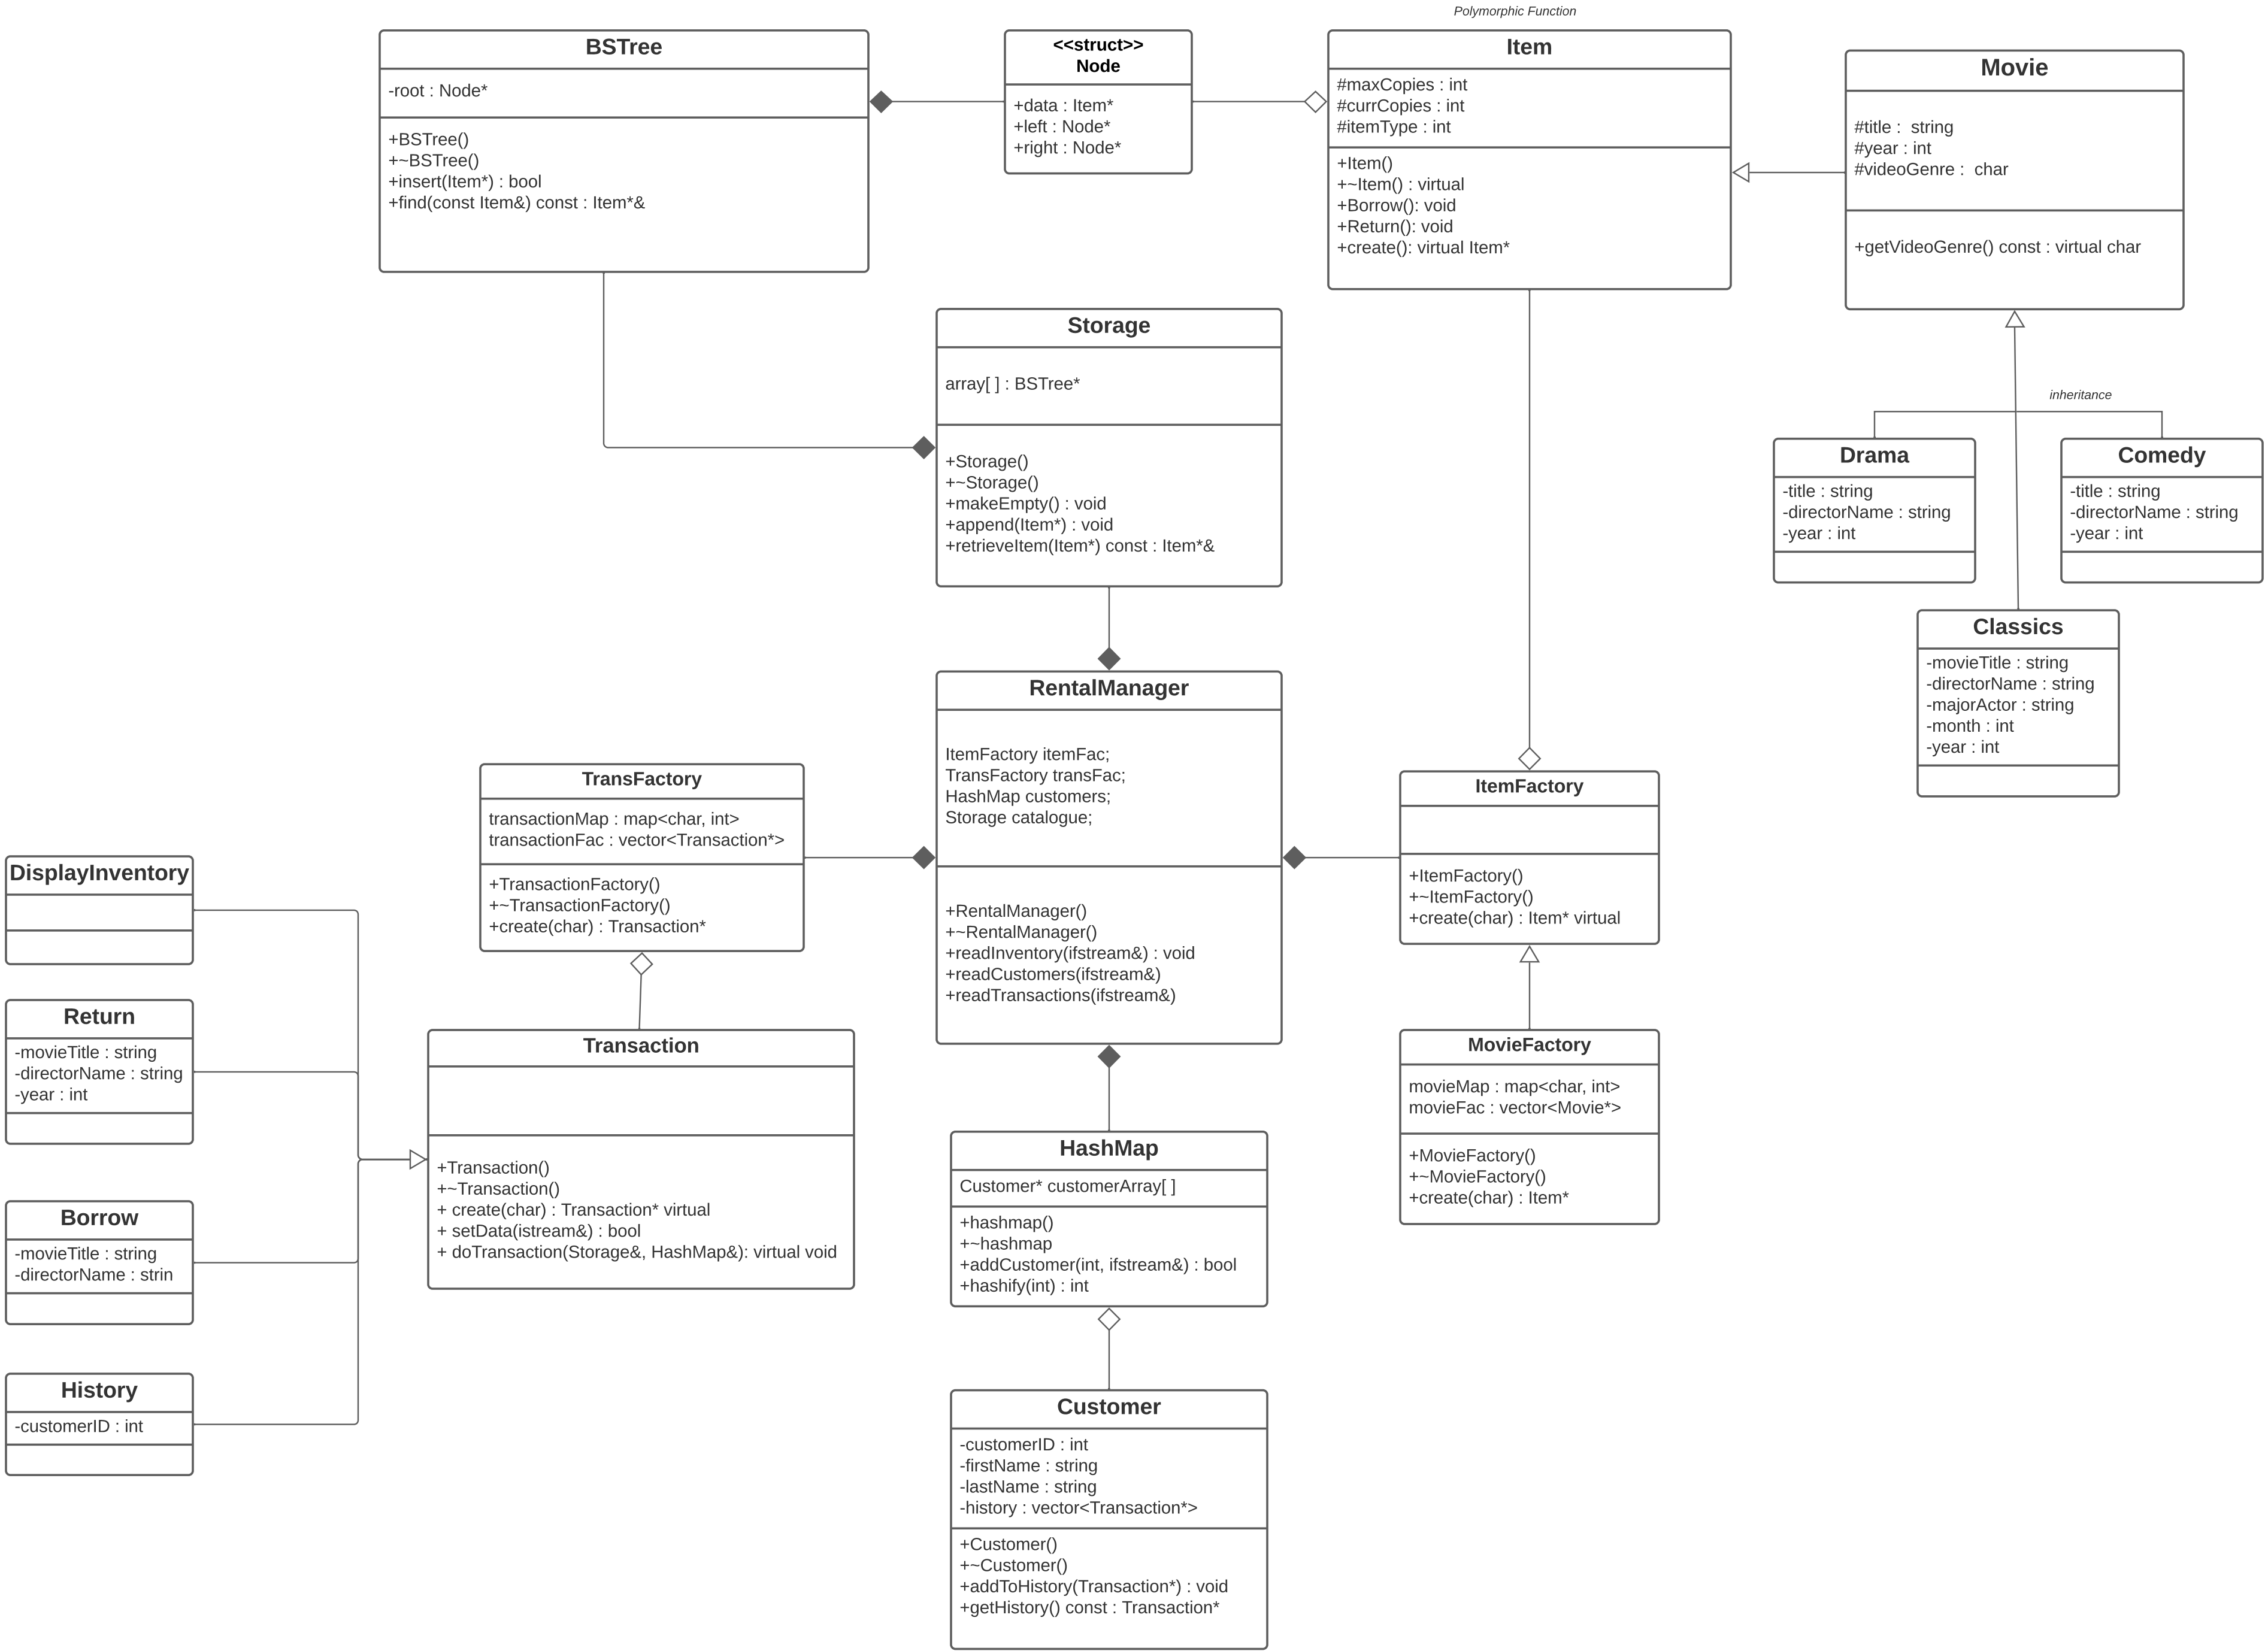 Polymorphic Function
BSTree
-root : Node*
+BSTree()
+~BSTree()
+insert(Item*) : bool
+find(const Item&) const : Item*&
<<struct>>
Node
+data : Item*
+left : Node*
+right : Node*
Item
#maxCopies : int
#currCopies : int
#itemType : int
+Item()
+~Item() : virtual
+Borrow(): void
+Return(): void
+create(): virtual Item*
Movie
#title :  string
#year : int
#videoGenre :  char
+getVideoGenre() const : virtual char
Storage
array[ ] : BSTree*
+Storage()
+~Storage()
+makeEmpty() : void
+append(Item*) : void
+retrieveItem(Item*) const : Item*&
inheritance
Drama
-title : string
-directorName : string
-year : int
Comedy
-title : string
-directorName : string
-year : int
Classics
-movieTitle : string
-directorName : string
-majorActor : string
-month : int
-year : int
RentalManager
ItemFactory itemFac;
TransFactory transFac;
HashMap customers;
Storage catalogue;
+RentalManager()
+~RentalManager()
+readInventory(ifstream&) : void
+readCustomers(ifstream&)
+readTransactions(ifstream&)
TransFactory
transactionMap : map<char, int>
transactionFac : vector<Transaction*>
+TransactionFactory()
+~TransactionFactory()
+create(char) : Transaction*
ItemFactory
+ItemFactory()
+~ItemFactory()
+create(char) : Item* virtual
DisplayInventory
Return
-movieTitle : string
-directorName : string
-year : int
Borrow
-movieTitle : string
-directorName : strin
History
-customerID : int
Transaction
+Transaction()
+~Transaction()
+ create(char) : Transaction* virtual
+ setData(istream&) : bool
+ doTransaction(Storage&, HashMap&): virtual void
MovieFactory
movieMap : map<char, int>
movieFac : vector<Movie*>
+MovieFactory()
+~MovieFactory()
+create(char) : Item*
HashMap
Customer* customerArray[ ]
+hashmap()
+~hashmap
+addCustomer(int, ifstream&) : bool
+hashify(int) : int
Customer
-customerID : int
-firstName : string
-lastName : string
-history : vector<Transaction*>
+Customer()
+~Customer()
+addToHistory(Transaction*) : void
+getHistory() const : Transaction*